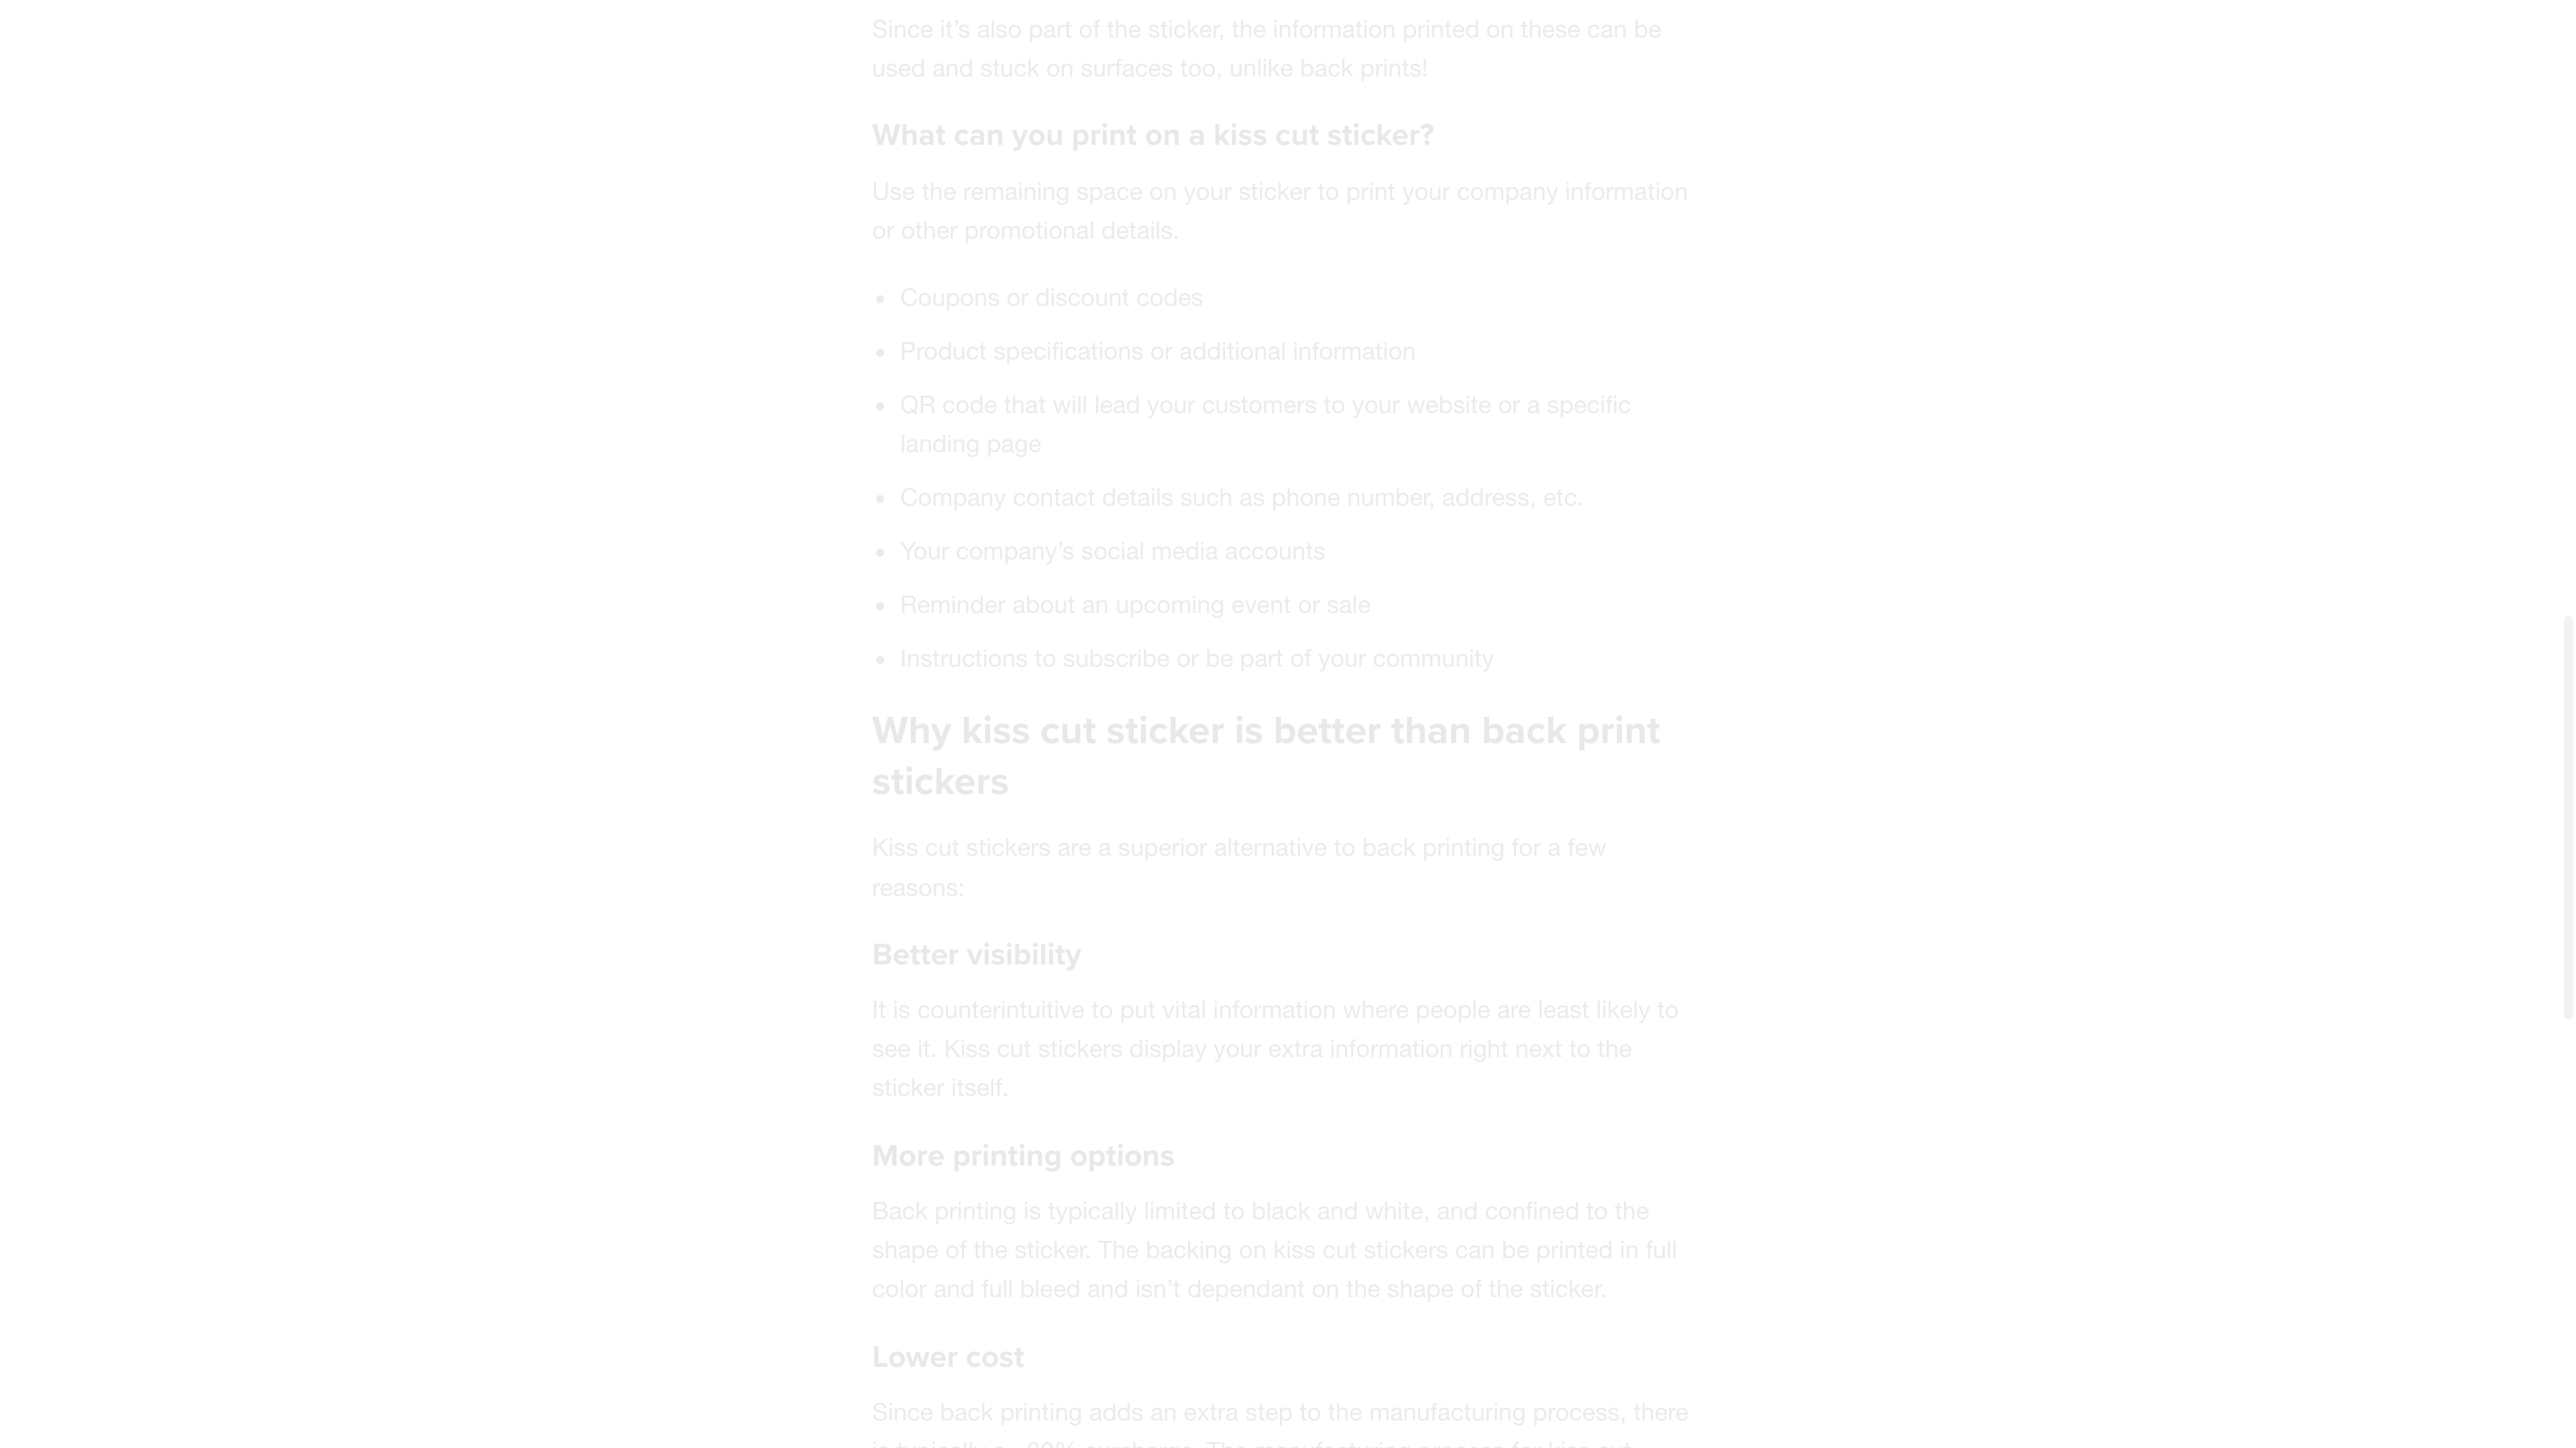 Since it’s also part of the sticker, the information printed on these can be
used and stuck on surfaces too, unlike back prints!
What can you print on a kiss cut sticker?
Use the remaining space on your sticker to print your company information
or other promotional details.
• Coupons or discount codes
• Product specifications or additional information
• QR code that will lead your customers to your website or a specific
landing page
• Company contact details such as phone number, address, etc.
• Your company’s social media accounts
• Reminder about an upcoming event or sale
• Instructions to subscribe or be part of your community
Why kiss cut sticker is better than back print
stickers
Kiss cut stickers are a superior alternative to back printing for a few
reasons:
Better visibility
It is counterintuitive to put vital information where people are least likely to
see it. Kiss cut stickers display your extra information right next to the
sticker itself.
More printing options
Back printing is typically limited to black and white, and confined to the
shape of the sticker. The backing on kiss cut stickers can be printed in full
color and full bleed and isn’t dependant on the shape of the sticker.
Lower cost
Since back printing adds an extra step to the manufacturing process, there
is typically a surcharge. The manufacturing process for kiss cut